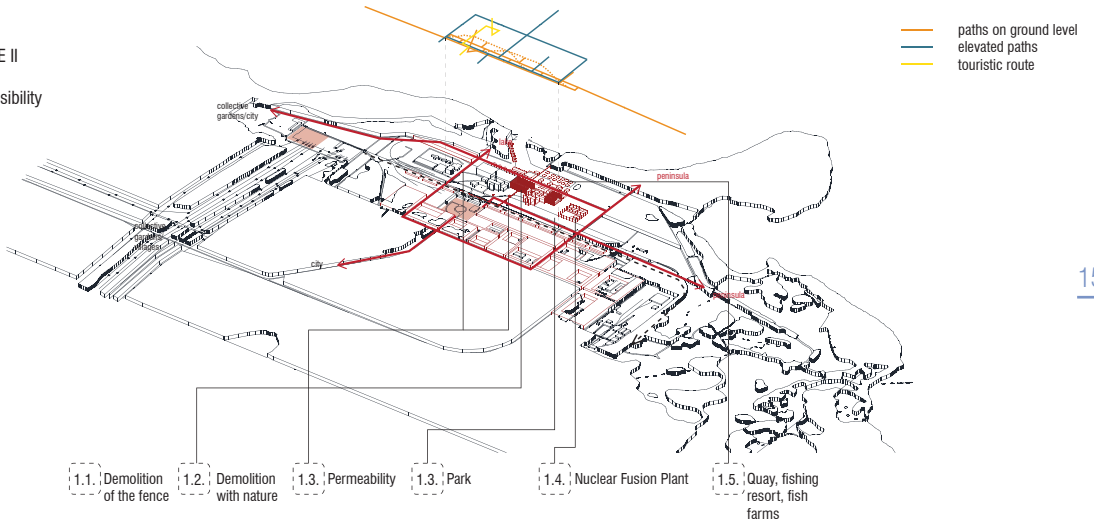 E II
sibility
paths on ground level
elevated paths
touristic route
collective
gardens/city
peninsula
city
peninsula
15
1.1. Demolition
of the fence
1.2. Demolition
with nature
1.3. Permeability
1.3. Park
1.4. Nuclear Fusion Plant
1.5. Quay, fishing
resort, fish
farms